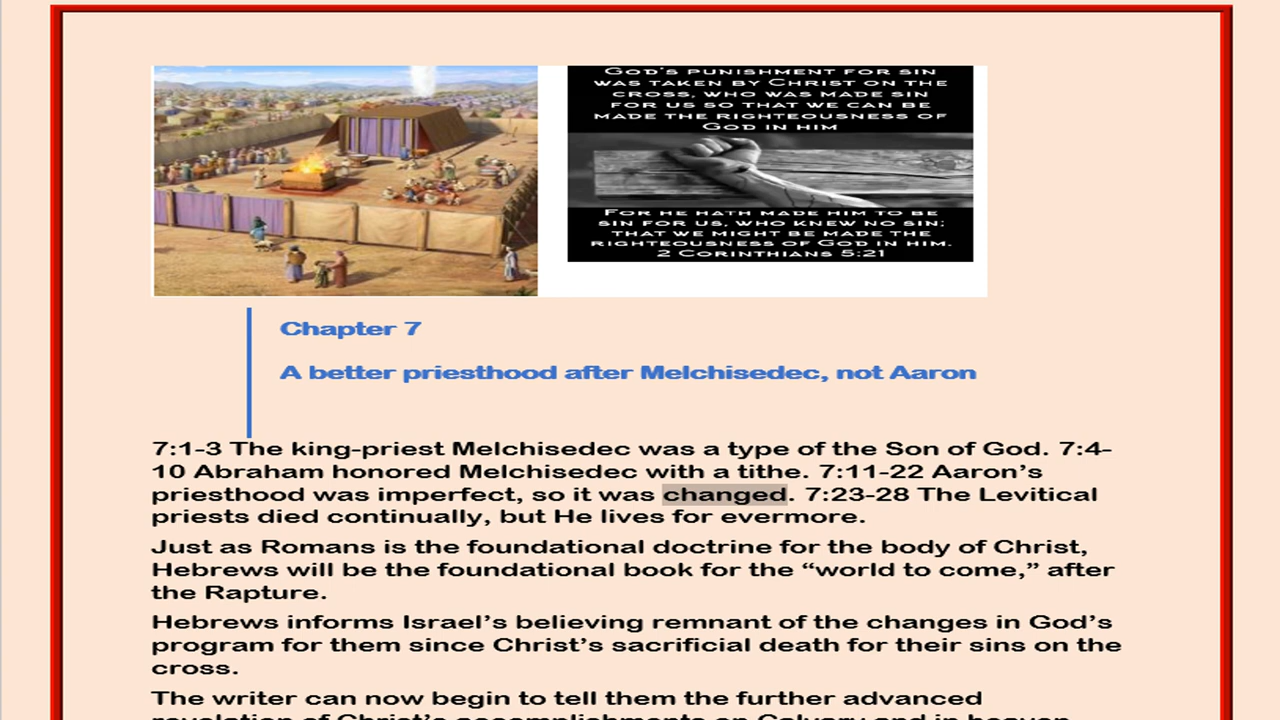 GOD'S PUNISHMENT FOR SIN
WAS TAKEN BY CHRIST ON THE
CROSS, WHO WAS MADE SIN
FOR US SO THAT WE CAN BE
MADE THE RIGHTEOUSNESS OF
GOD IN HIM
FOR HE HATH MADE HIM TO BE
SIN FOR US, WHO KNEW NO SIN;
THAT WE MIGHT BE MADE THE
RIGHTEOUSNESS OF GOD IN HIM.
2 CORINTHIANS 5:21
Chapter 7
A better priesthood after Melchisedec, not Aaron
7:1-3 The king-priest Melchisedec was a type of the Son of God. 7:4-
10 Abraham honored Melchisedec with a tithe. 7:11-22 Aaron’s
priesthood was imperfect, so it was changed. 7:23-28 The Levitical
priests died continually, but He lives for evermore.
Just as Romans is the foundational doctrine for the body of Christ,
Hebrews will be the foundational book for the “world to come,” after
the Rapture.
Hebrews informs Israel’s believing remnant of the changes in God’s
program for them since Christ’s sacrificial death for their sins on the
cross.
The writer can now begin to tell them the further advanced
revelation of Christ’s accomplishments on Calvary and in heaven